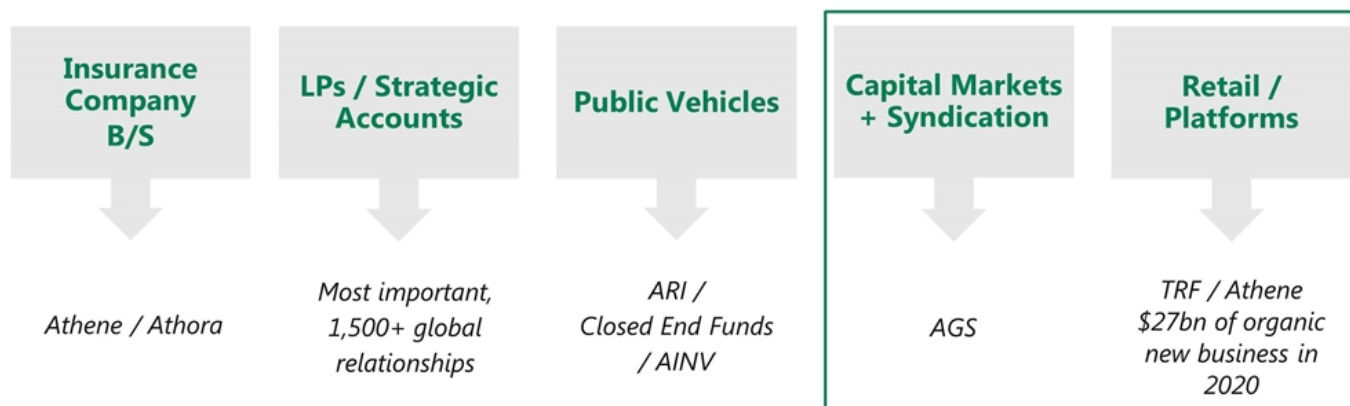 Insurance
Company
B/S
LPs / Strategic
Accounts
Public Vehicles
Capital Markets
+ Syndication
Retail /
Platforms
Athene / Athora
Most important,
1,500+ global
relationships
ARI /
Closed End Funds
/ AINV
AGS
TRF / Athene
$27bn of organic
new business in
2020